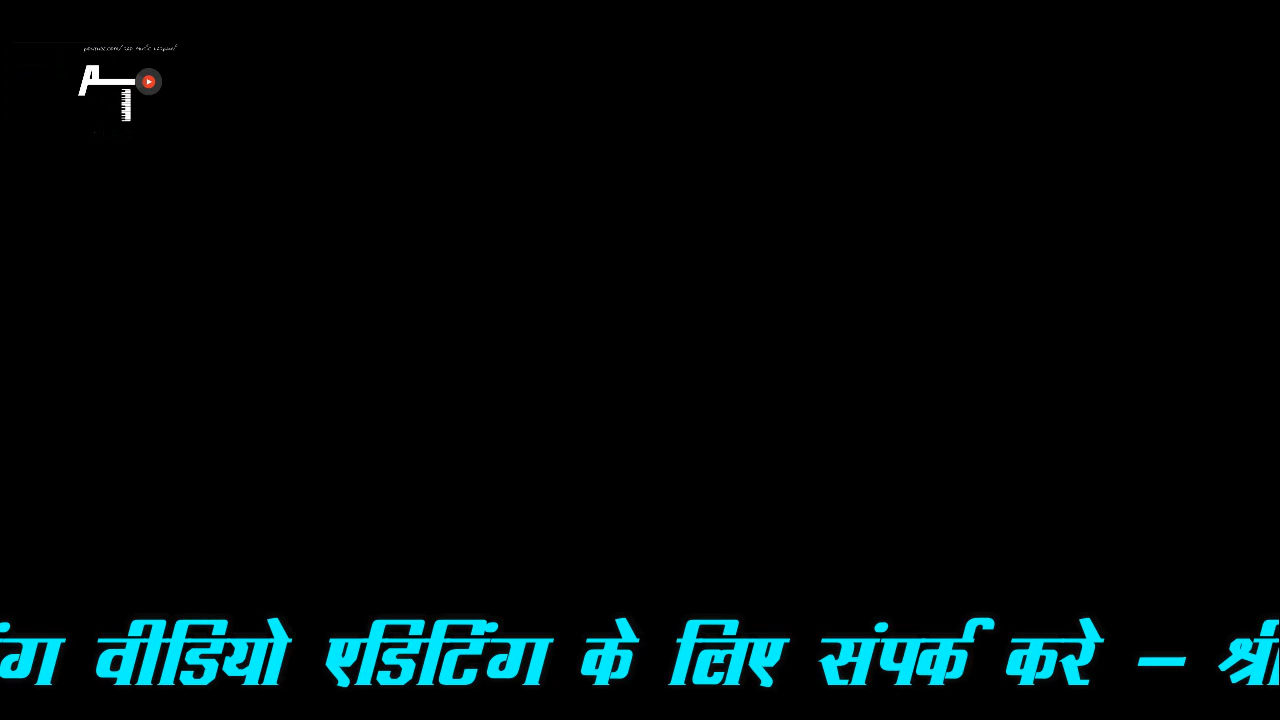 वीडियो एडिटिंग के लिए संपर्क करे – श्री